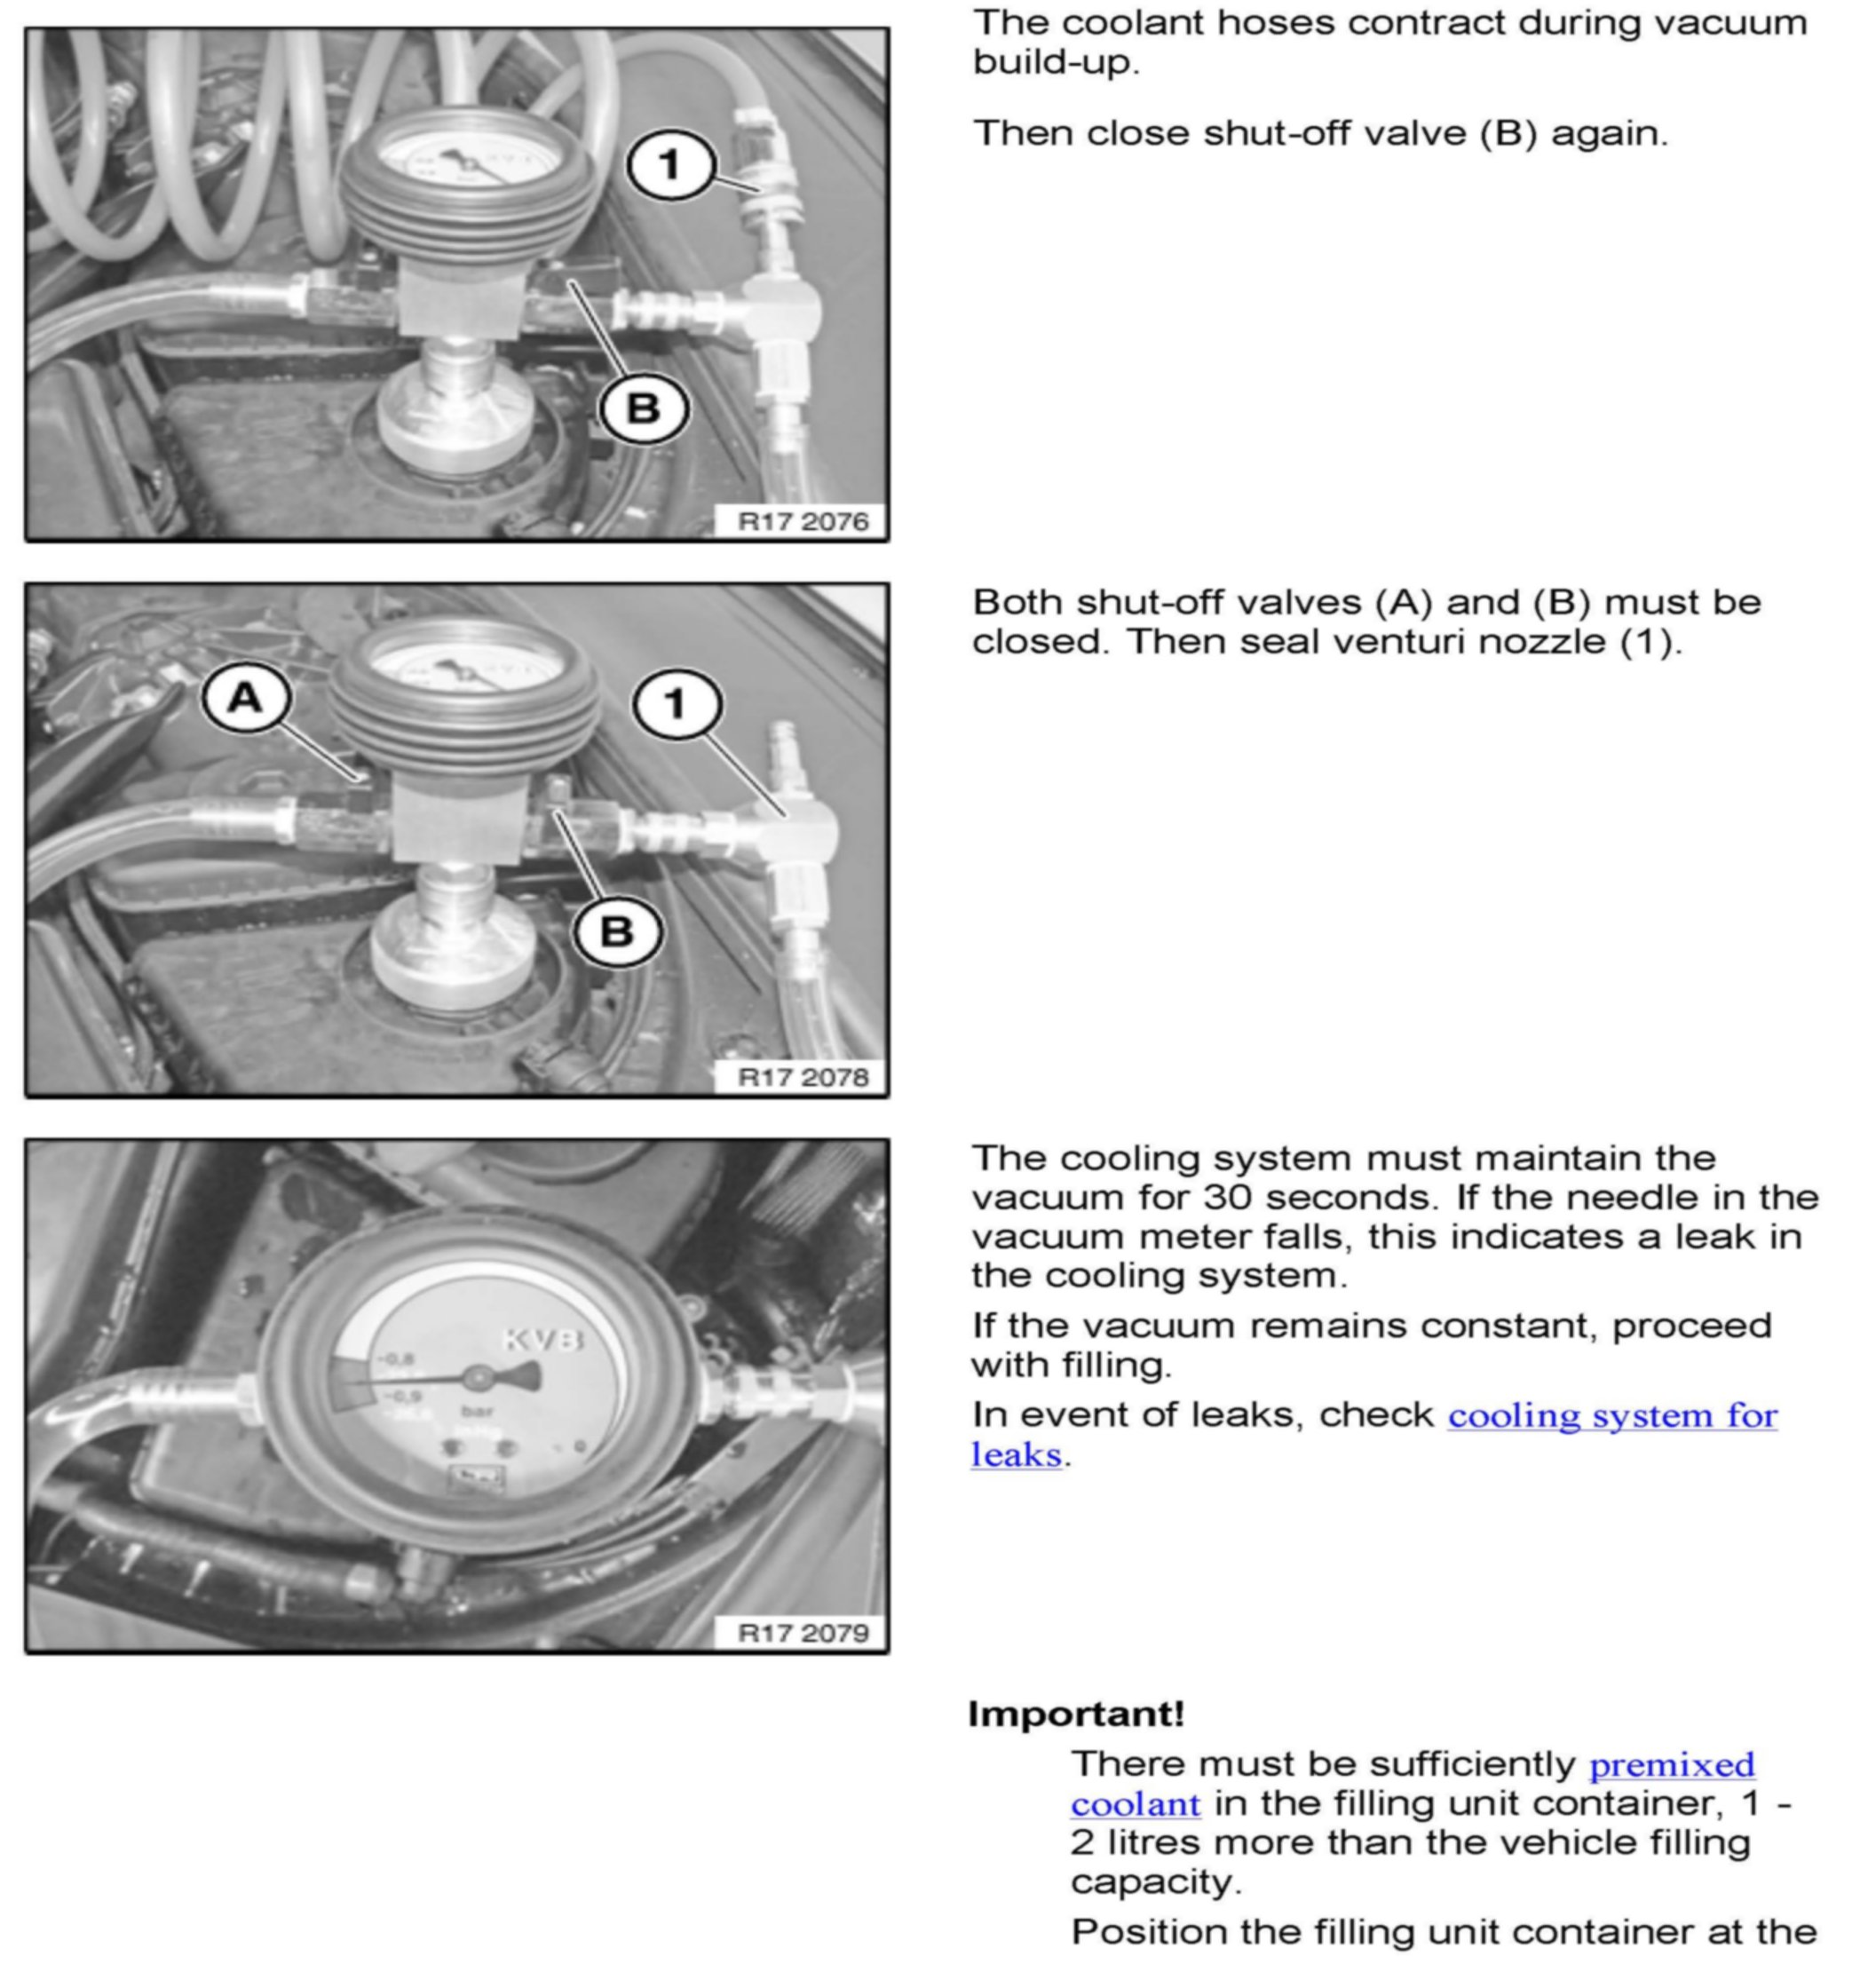 The coolant hoses contract during vacuum
build-up.
Then close shut-off valve (B) again.
1
B
R17 2076
Both shut-off valves (A) and (B) must be
closed. Then seal venturi nozzle (1).
A
1
B
R17 2078
The cooling system must maintain the
vacuum for 30 seconds. If the needle in the
vacuum meter falls, this indicates a leak in
the cooling system.
If the vacuum remains constant, proceed
with filling.
In event of leaks, check cooling system for
leaks.
KVB
-0,8
-0,9
bar
0
R17 2079
Important!
There must be sufficiently premixed
coolant in the filling unit container, 1 -
2 litres more than the vehicle filling
capacity.
Position the filling unit container at the